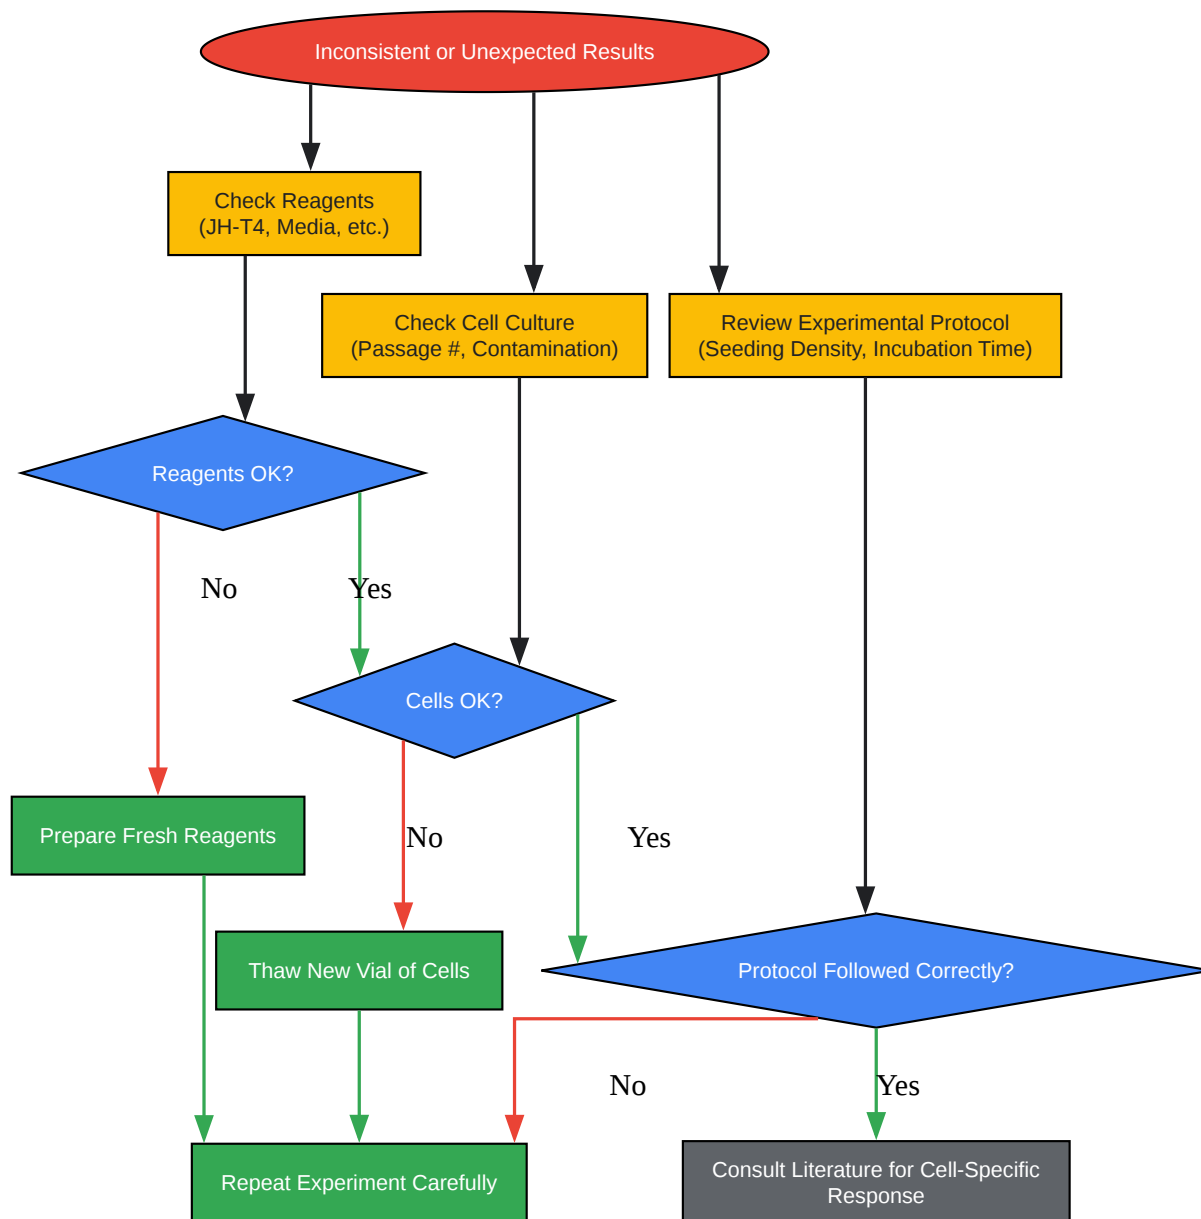 Inconsistent or Unexpected Results
Check Reagents
(JH-T4, Media, etc.)
Check Cell Culture
(Passage #, Contamination)
Review Experimental Protocol
(Seeding Density, Incubation Time)
Reagents OK?
No
Yes
Cells OK?
Prepare Fresh Reagents
No
Yes
Thaw New Vial of Cells
Protocol Followed Correctly?
No
Yes
Repeat Experiment Carefully
Consult Literature for Cell-Specific
Response